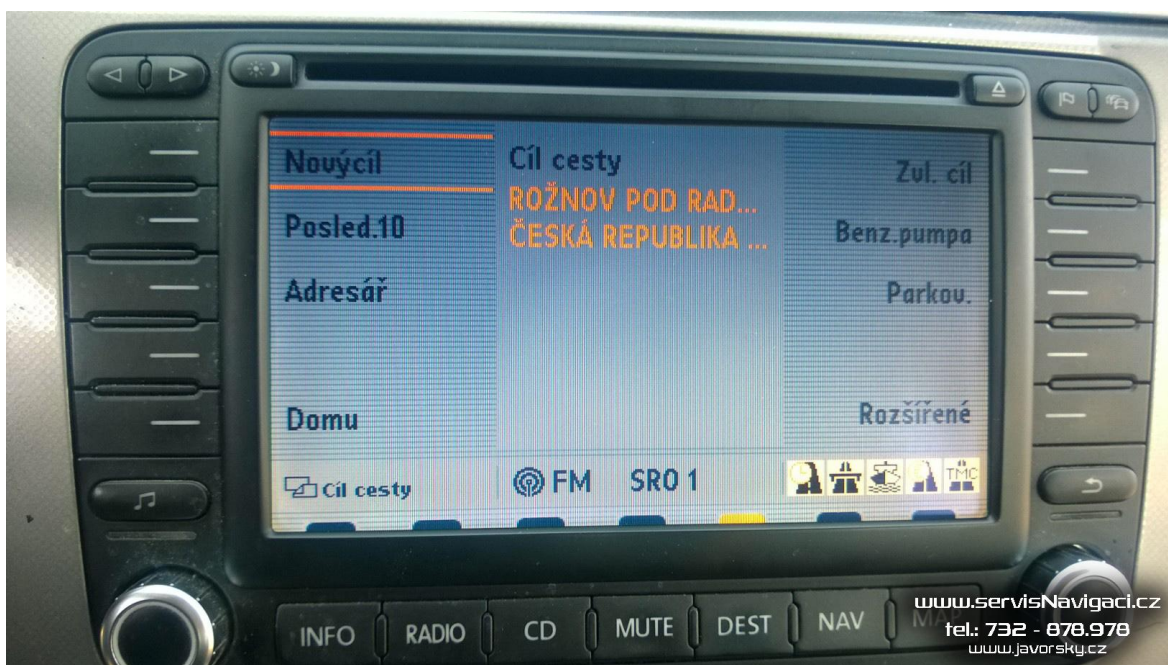 Novýcíl
Posled.10
Adresář
Domu
Cíl cesty
ROŽNOV POD RAD...
ČESKÁ REPUBLIKA ...
Zvl. cíl
Benz.pumpa
Parkov.
Rozšířené
Cíl cesty
FM SRO 1
TMC
INFO RADIO CD MUTE DEST NAV MAP
www.servisNavigaci.cz
tel.: 732 - 878.978
www.javorsky.cz